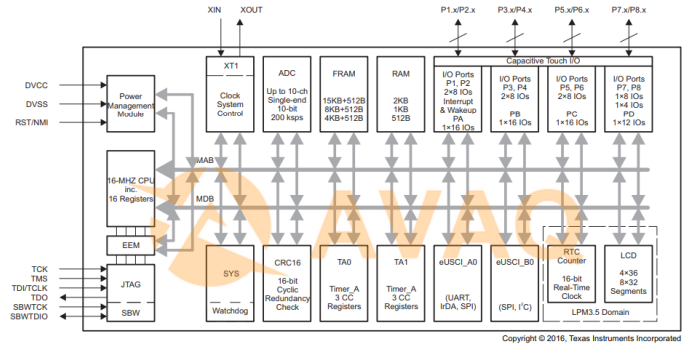 XIN
XOUT
P1.x/P2.x
P3.x/P4.x
P5.x/P6.x
P7.x/P8.x
DVCC
DVSS
RST/NMI
Power
Management
Module
XT1
Clock
System
Control
ADC
Up to 10-ch
Single-end
10-bit
200 ksps
FRAM
15KB+512B
8KB+512B
4KB+512B
RAM
2KB
1KB
512B
Capacitive Touch I/O
I/O Ports
P1, P2
2×8 IOs
Interrupt
& Wakeup
PA
1×16 IOs
I/O Ports
P3, P4
2×8 IOs
PB
1×16 IOs
I/O Ports
P5, P6
2×8 IOs
PC
1×16 IOs
I/O Ports
P7, P8
1×8 IOs
1×4 IOs
PD
1×12 IOs
MAB
16-MHZ CPU
inc.
16 Registers
MDB
AVAQ
EEM
TCK
TMS
TDI/TCLK
TDO
SBWTCK
SBWTDIO
JTAG
SBW
SYS
Watchdog
CRC16
16-bit
Cyclic
Redundancy
Check
TA0
Timer_A
3 CC
Registers
TA1
Timer_A
3 CC
Registers
eUSCI_A0
(UART,
IrDA, SPI)
eUSCI_B0
(SPI, I²C)
RTC
Counter
16-bit
Real-Time
Clock
LCD
4×36
8×32
Segments
LPM3.5 Domain
Copyright © 2016, Texas Instruments Incorporated